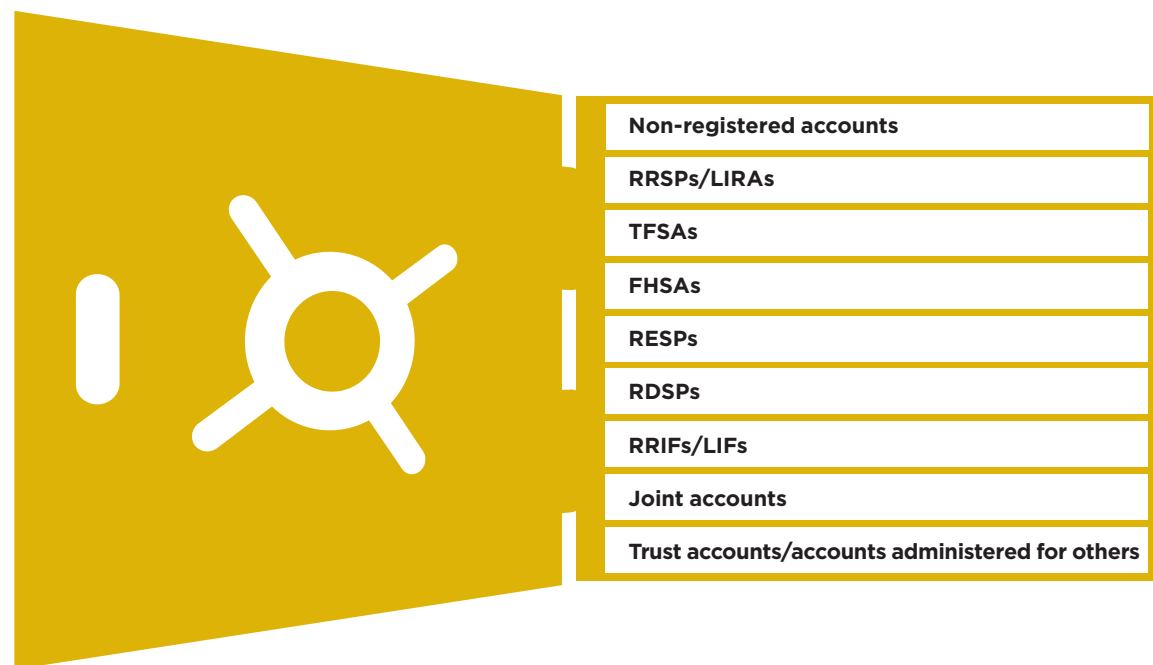 Non-registered accounts
RRSPs/LIRAs
TFSAs
FHSAs
RESPs
RDSPs
RRIFs/LIFs
Joint accounts
Trust accounts/accounts administered for others